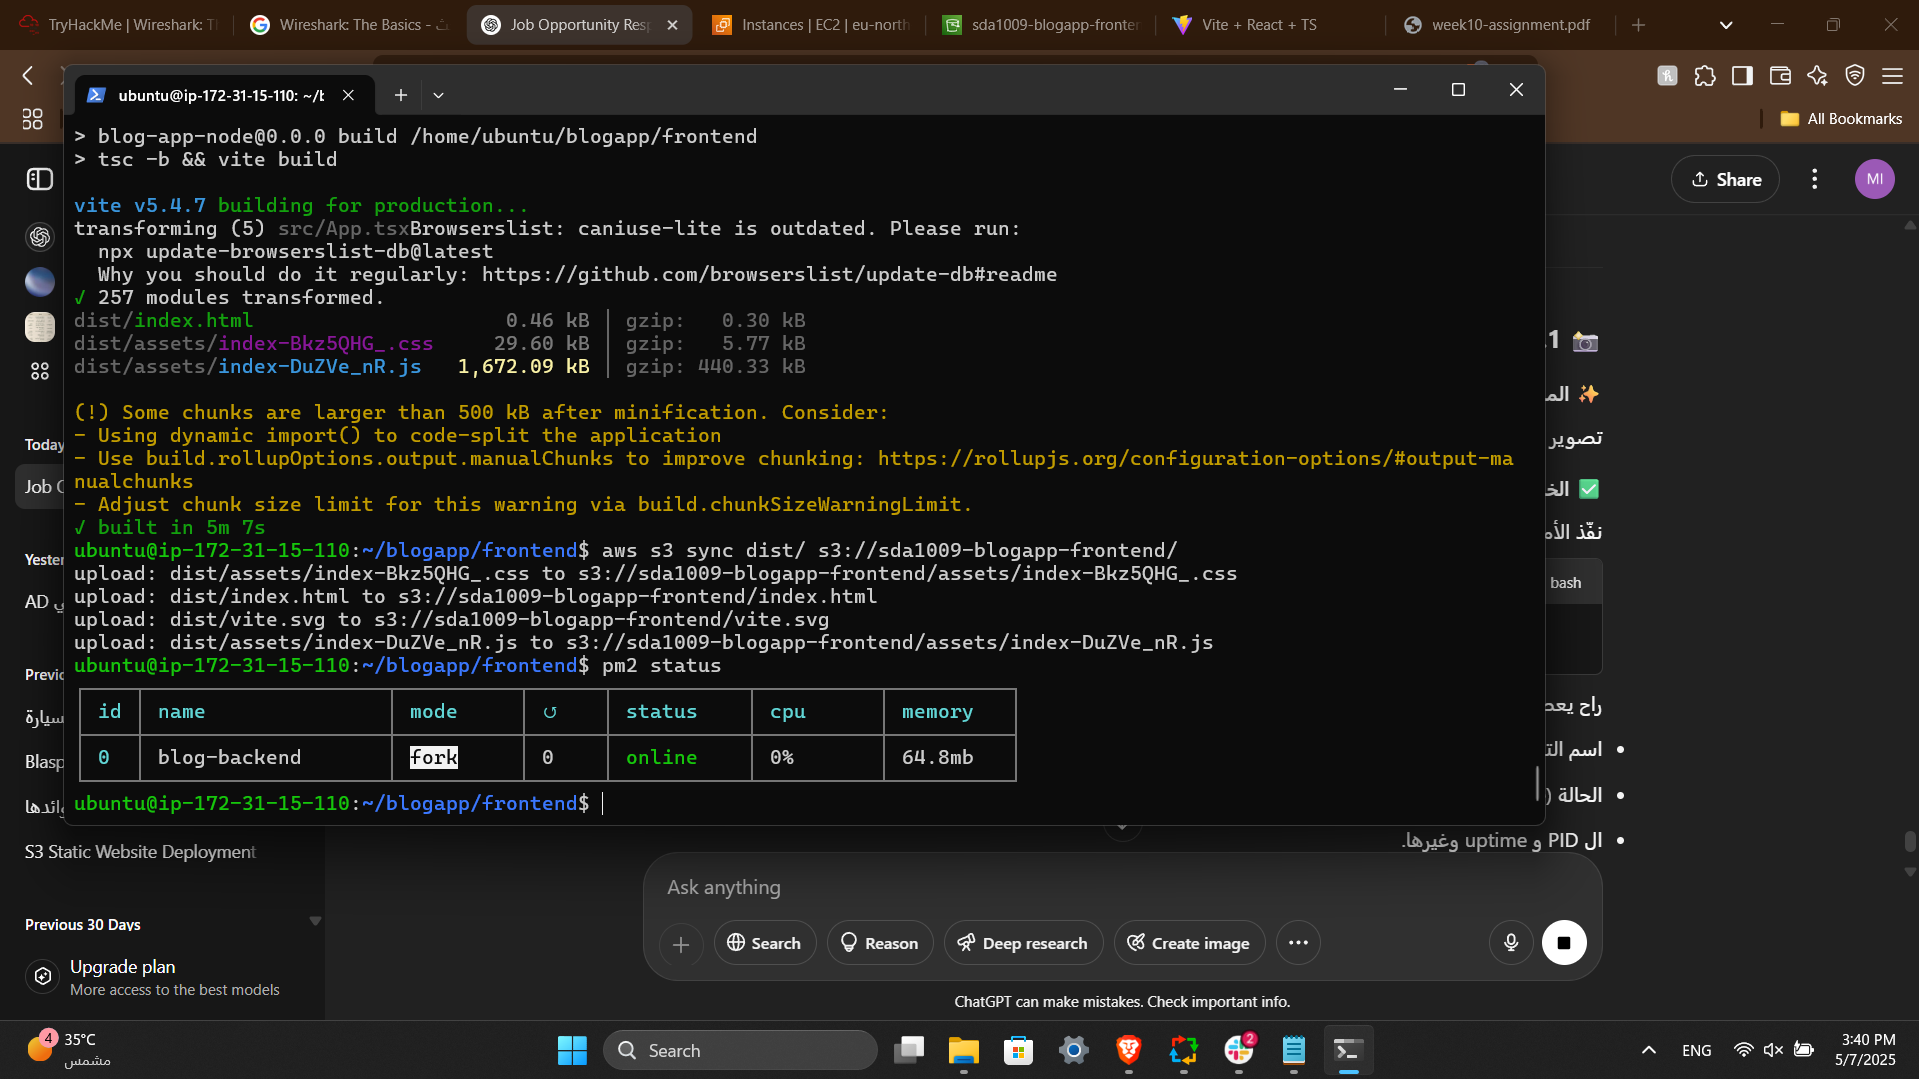 TryHackMe | Wireshark: T
Wireshark: The Basics -
Job Opportunity Res
Instances | EC2 | eu-north
sda1009-blogapp-fronte
Vite + React + TS
week10-assignment.pdf
All Bookmarks
ubuntu@ip-172-31-15-110: ~/b
> blog-app-node@0.0.0 build /home/ubuntu/blogapp/frontend
> tsc -b && vite build
vite v5.4.7 building for production...
transforming (5) src/App.tsxBrowserslist: caniuse-lite is outdated. Please run:
npx update-browserslist-db@latest
Why you should do it regularly: https://github.com/browserslist/update-db#readme
✓ 257 modules transformed.
dist/index.html 0.46 kB │ gzip: 0.30 kB
dist/assets/index-Bkz5QHG_.css 29.60 kB │ gzip: 5.77 kB
dist/assets/index-DuZVe_nR.js 1,672.09 kB │ gzip: 440.33 kB
(!) Some chunks are larger than 500 kB after minification. Consider:
- Using dynamic import() to code-split the application
- Use build.rollupOptions.output.manualChunks to improve chunking: https://rollupjs.org/configuration-options/#output-ma
nualchunks
- Adjust chunk size limit for this warning via build.chunkSizeWarningLimit.
✓ built in 5m 7s
ubuntu@ip-172-31-15-110:~/blogapp/frontend$ aws s3 sync dist/ s3://sda1009-blogapp-frontend/
upload: dist/assets/index-Bkz5QHG_.css to s3://sda1009-blogapp-frontend/assets/index-Bkz5QHG_.css
upload: dist/index.html to s3://sda1009-blogapp-frontend/index.html
upload: dist/vite.svg to s3://sda1009-blogapp-frontend/vite.svg
upload: dist/assets/index-DuZVe_nR.js to s3://sda1009-blogapp-frontend/assets/index-DuZVe_nR.js
ubuntu@ip-172-31-15-110:~/blogapp/frontend$ pm2 status
id name mode ↺ status cpu memory
0 blog-backend fork 0 online 0% 64.8mb
ubuntu@ip-172-31-15-110:~/blogapp/frontend$
Share
MI
.1
تصوير
bash
اسم
الحالة (
ال PID و uptime وغيرها.
Today
Job
AD
S3 Static Website Deployment
Previous 30 Days
Upgrade plan
More access to the best models
Ask anything
Search
Reason
Deep research
Create image
ChatGPT can make mistakes. Check important info.
4
35°C
مشمس
Search
2
ENG
3:40 PM
5/7/2025